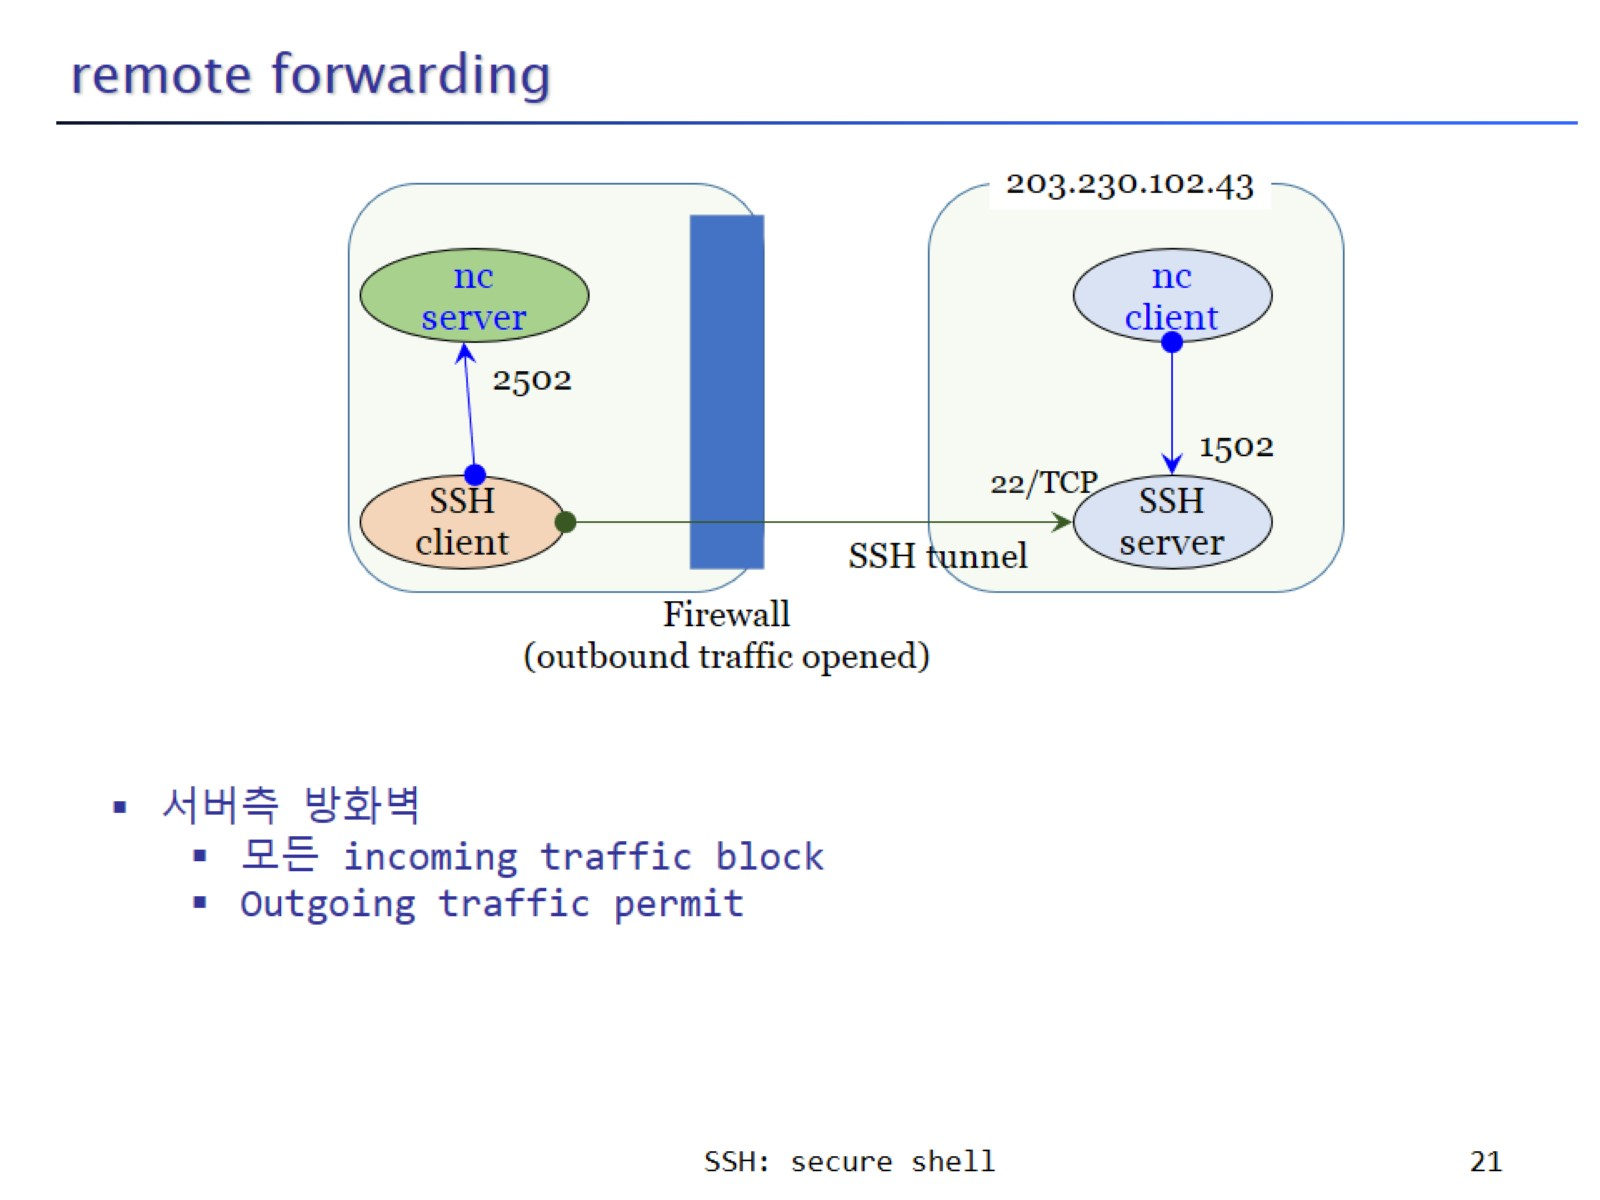 remote forwarding
203.230.102.43
nc
server
nc
client
2502
1502
22/TCP
SSH
client
SSH
server
SSH tunnel
Firewall
(outbound traffic opened)
▪ 서버측 방화벽
▪ 모든 incoming traffic block
▪ Outgoing traffic permit
SSH: secure shell
21